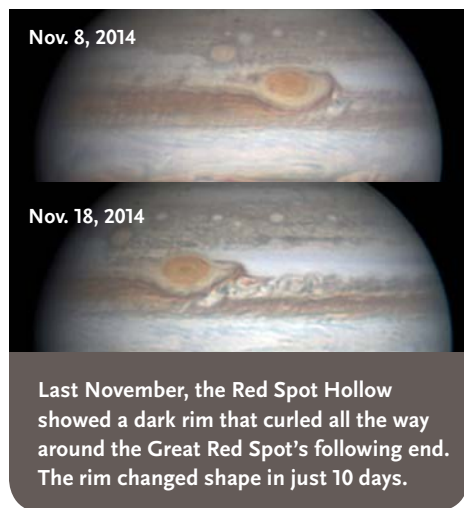 Nov. 8, 2014
Nov. 18, 2014
Last November, the Red Spot Hollow
showed a dark rim that curled all the way
around the Great Red Spot’s following end.
The rim changed shape in just 10 days.